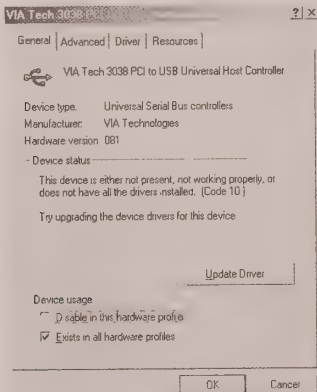 VIA Tech 3038 PCI
? ×
General Advanced Driver Resources
VIA Tech 3038 PCI to USB Universal Host Controller
Device type: Universal Serial Bus controllers
Manufacturer: VIA Technologies
Hardware version 081
Device status
This device is either not present, not working properly, or
does not have all the drivers installed. (Code 10)
Try upgrading the device drivers for this device
Update Driver
Device usage
Disable in this hardware profile
Exists in all hardware profiles
OK Cancel